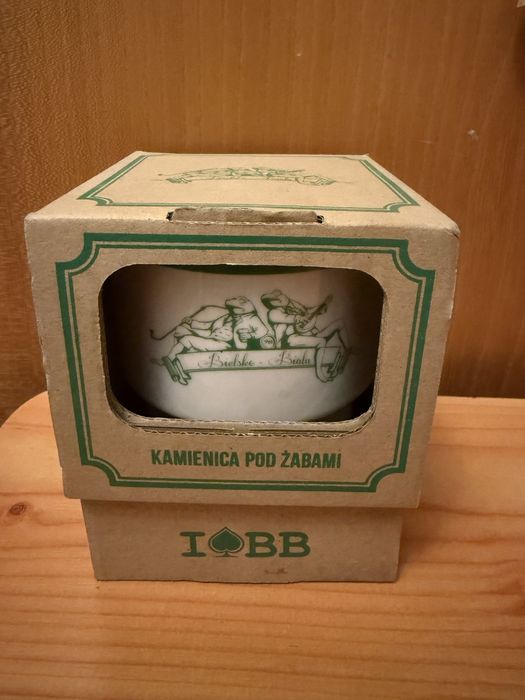 Bielsko - Biała
KAMIENICA POD ŻABAMI
I♠BB